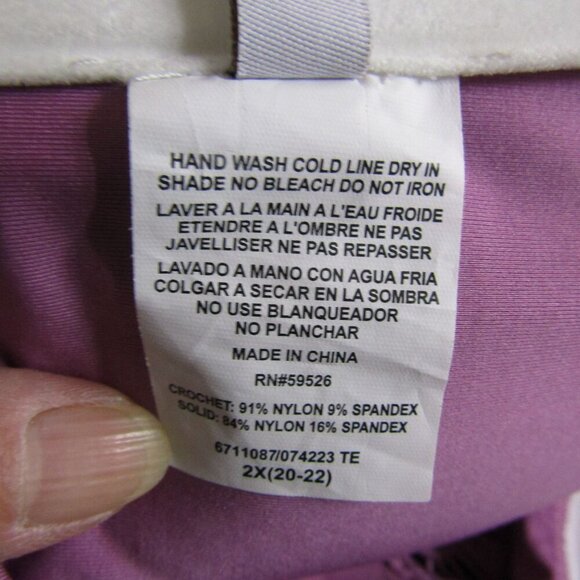 HAND WASH COLD LINE DRY IN
SHADE NO BLEACH DO NOT IRON
LAVER A LA MAIN A L'EAU FROIDE
ETENDRE A L'OMBRE NE PAS
JAVELLISER NE PAS REPASSER
LAVADO A MANO CON AGUA FRIA
COLGAR A SECAR EN LA SOMBRA
NO USE BLANQUEADOR
NO PLANCHAR
MADE IN CHINA
RN#59526
CROCHET: 91% NYLON 9% SPANDEX
SOLID: 84% NYLON 16% SPANDEX
6711087/074223 TE
2X(20-22)